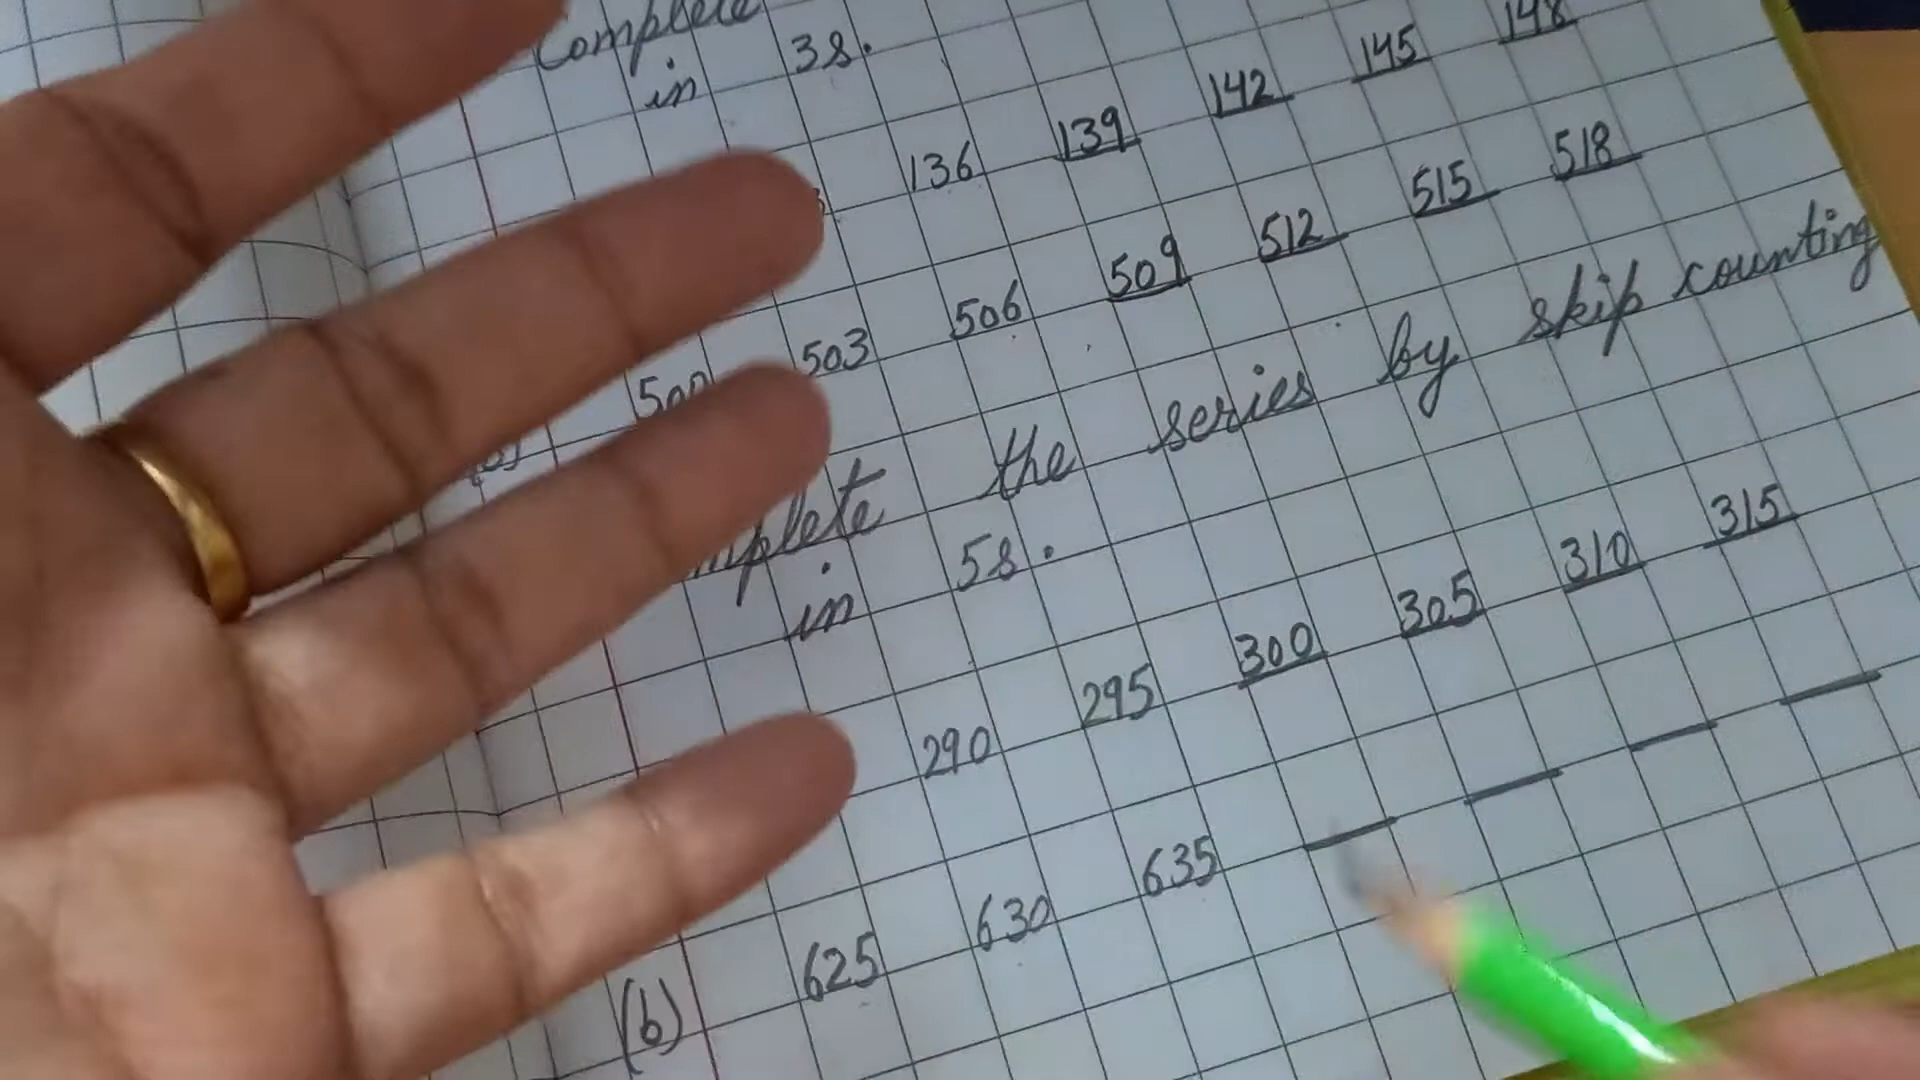 Complete
in 3s.
136 139 142 145 148
503 506 509 512 515 518
the series by skip counting
in 5s.
290 295 300 305 310 315
(b) 625 630 635